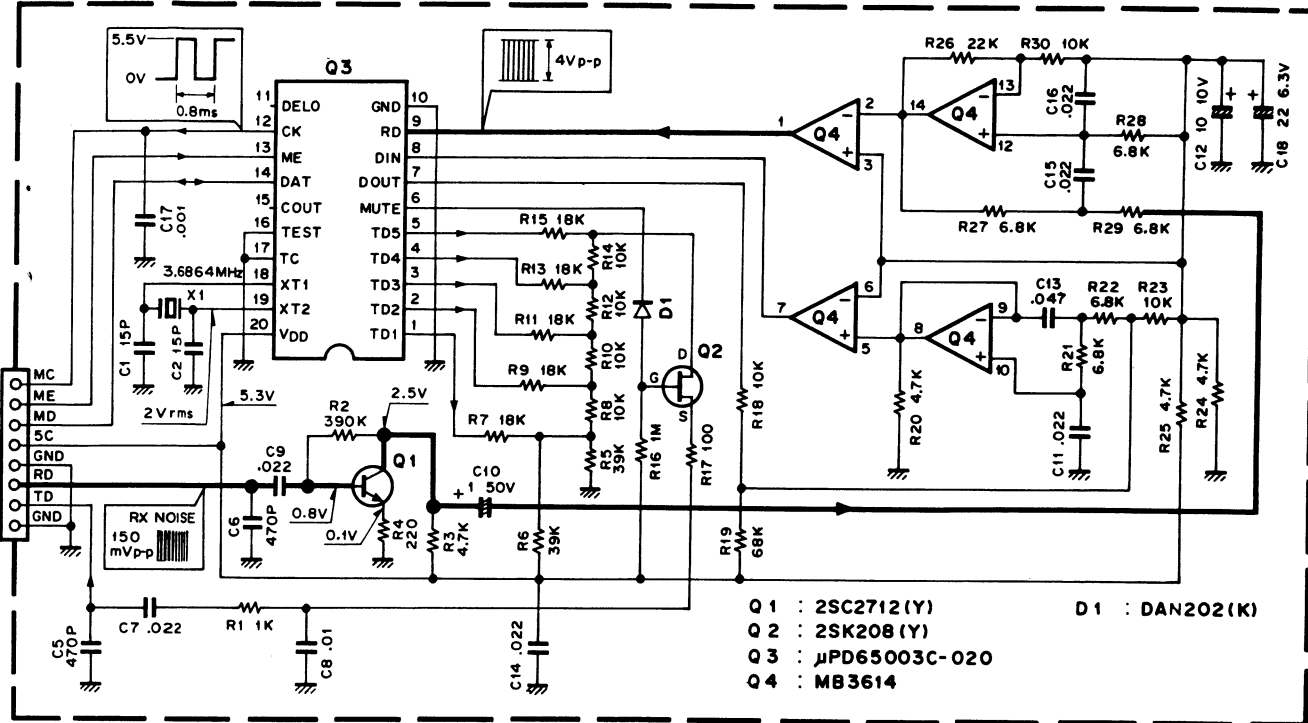 5.5V
0V
0.8ms
Q3
4Vp-p
R26 22K
R30 10K
11 DELO
GND 10
12 CK
RD 9
13 ME
DIN 8
14 DAT
DOUT 7
15 COUT
MUTE 6
16 TEST
TD5 5
17 TC
TD4 4
18 XT1
TD3 3
19 XT2
TD2 2
20 VDD
TD1 1
C17 .001
3.6864MHz
X1
C1 15P
C2 15P
2Vrms
5.3V
1
Q4
2
3
14
Q4
13
12
C16 .022
R28 6.8K
C15 .022
C12 10 10V
+
+
C18 22 6.3V
R27 6.8K
R29 6.8K
R15 18K
R14 10K
R13 18K
R12 10K
R11 18K
R10 10K
R9 18K
R8 10K
R7 18K
R5 39K
D1
D
G
S
Q2
R16 1M
R17 100
R18 10K
7
Q4
6
5
8
Q4
9
10
C13 .047
R22 6.8K
R23 10K
R21 6.8K
R20 4.7K
C11 .022
R25 4.7K
R24 4.7K
MC
ME
MD
5C
GND
RD
TD
GND
R2 390K
2.5V
C9 .022
Q1
0.8V
0.1V
C6 470P
R4 220
R3 4.7K
C10
+ 1 50V
R6 39K
R19 68K
RX NOISE
150 mVp-p
C5 470P
C7 .022
R1 1K
C8 .01
C14 .022
Q1 : 2SC2712(Y)
D1 : DAN202(K)
Q2 : 2SK208(Y)
Q3 : μPD65003C-020
Q4 : MB3614